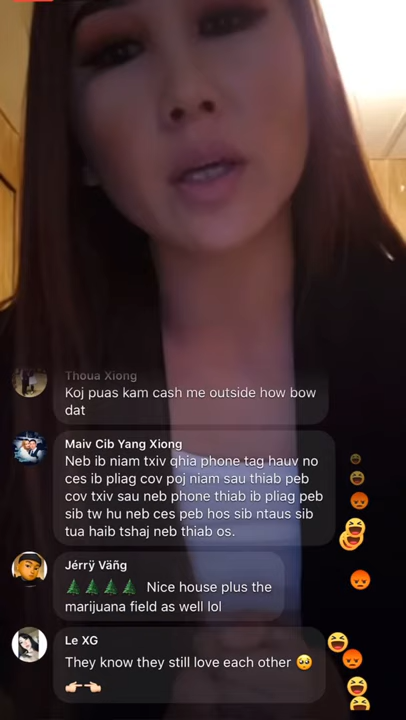 Thoua Xiong
Koj puas kam cash me outside how bow
dat
Maiv Cib Yang Xiong
Neb ib niam txiv qhia phone tag hauv no
ces ib pliag cov poj niam sau thiab peb
cov txiv sau neb phone thiab ib pliag peb
sib tw hu neb ces peb hos sib ntaus sib
tua haib tshaj neb thiab os.
Jérrÿ Väñg
🌲🌲🌲🌲 Nice house plus the
marijuana field as well lol
Le XG
They know they still love each other 🥺
👉🏻👈🏻